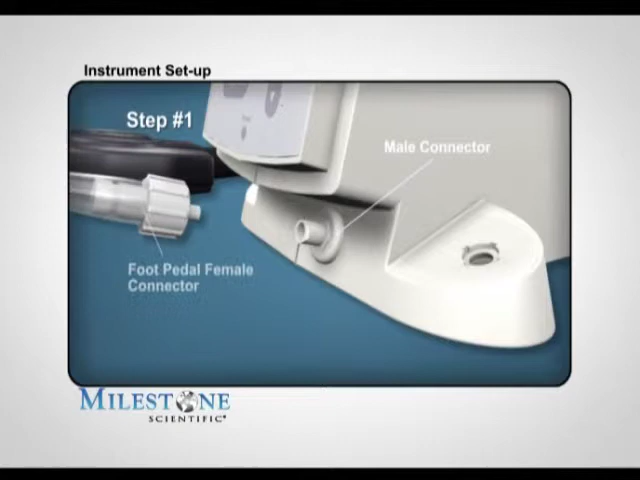 Instrument Set-up
Step #1
Male Connector
Foot Pedal Female
Connector
MILESTONE
SCIENTIFIC®